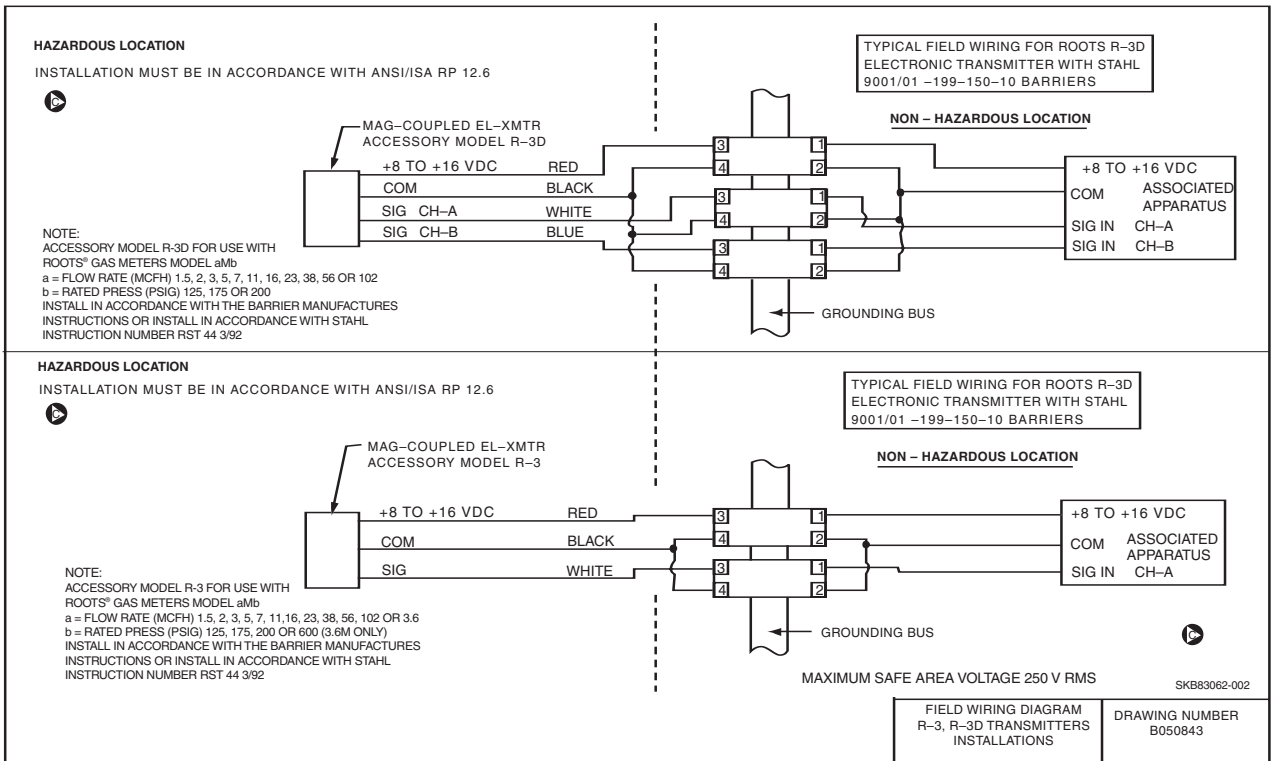 HAZARDOUS LOCATION
INSTALLATION MUST BE IN ACCORDANCE WITH ANSI/ISA RP 12.6
C
TYPICAL FIELD WIRING FOR ROOTS R–3D
ELECTRONIC TRANSMITTER WITH STAHL
9001/01 –199–150–10 BARRIERS
NON – HAZARDOUS LOCATION
MAG–COUPLED EL–XMTR
ACCESSORY MODEL R–3D
+8 TO +16 VDC RED
COM BLACK
SIG CH–A WHITE
SIG CH–B BLUE
3 1
4 2
3 1
4 2
3 1
4 2
+8 TO +16 VDC
COM ASSOCIATED
APPARATUS
SIG IN CH–A
SIG IN CH–B
NOTE:
ACCESSORY MODEL R-3D FOR USE WITH
ROOTS® GAS METERS MODEL aMb
a = FLOW RATE (MCFH) 1.5, 2, 3, 5, 7, 11, 16, 23, 38, 56 OR 102
b = RATED PRESS (PSIG) 125, 175 OR 200
INSTALL IN ACCORDANCE WITH THE BARRIER MANUFACTURES
INSTRUCTIONS OR INSTALL IN ACCORDANCE WITH STAHL
INSTRUCTION NUMBER RST 44 3/92
GROUNDING BUS
HAZARDOUS LOCATION
INSTALLATION MUST BE IN ACCORDANCE WITH ANSI/ISA RP 12.6
C
TYPICAL FIELD WIRING FOR ROOTS R–3D
ELECTRONIC TRANSMITTER WITH STAHL
9001/01 –199–150–10 BARRIERS
NON – HAZARDOUS LOCATION
MAG–COUPLED EL–XMTR
ACCESSORY MODEL R–3
+8 TO +16 VDC RED
COM BLACK
SIG WHITE
3 1
4 2
3 1
4 2
+8 TO +16 VDC
COM ASSOCIATED
APPARATUS
SIG IN CH–A
NOTE:
ACCESSORY MODEL R-3 FOR USE WITH
ROOTS® GAS METERS MODEL aMb
a = FLOW RATE (MCFH) 1.5, 2, 3, 5, 7, 11,16, 23, 38, 56, 102 OR 3.6
b = RATED PRESS (PSIG) 125, 175, 200 OR 600 (3.6M ONLY)
INSTALL IN ACCORDANCE WITH THE BARRIER MANUFACTURES
INSTRUCTIONS OR INSTALL IN ACCORDANCE WITH STAHL
INSTRUCTION NUMBER RST 44 3/92
GROUNDING BUS
C
MAXIMUM SAFE AREA VOLTAGE 250 V RMS
SKB83062-002
FIELD WIRING DIAGRAM
R–3, R–3D TRANSMITTERS
INSTALLATIONS
DRAWING NUMBER
B050843